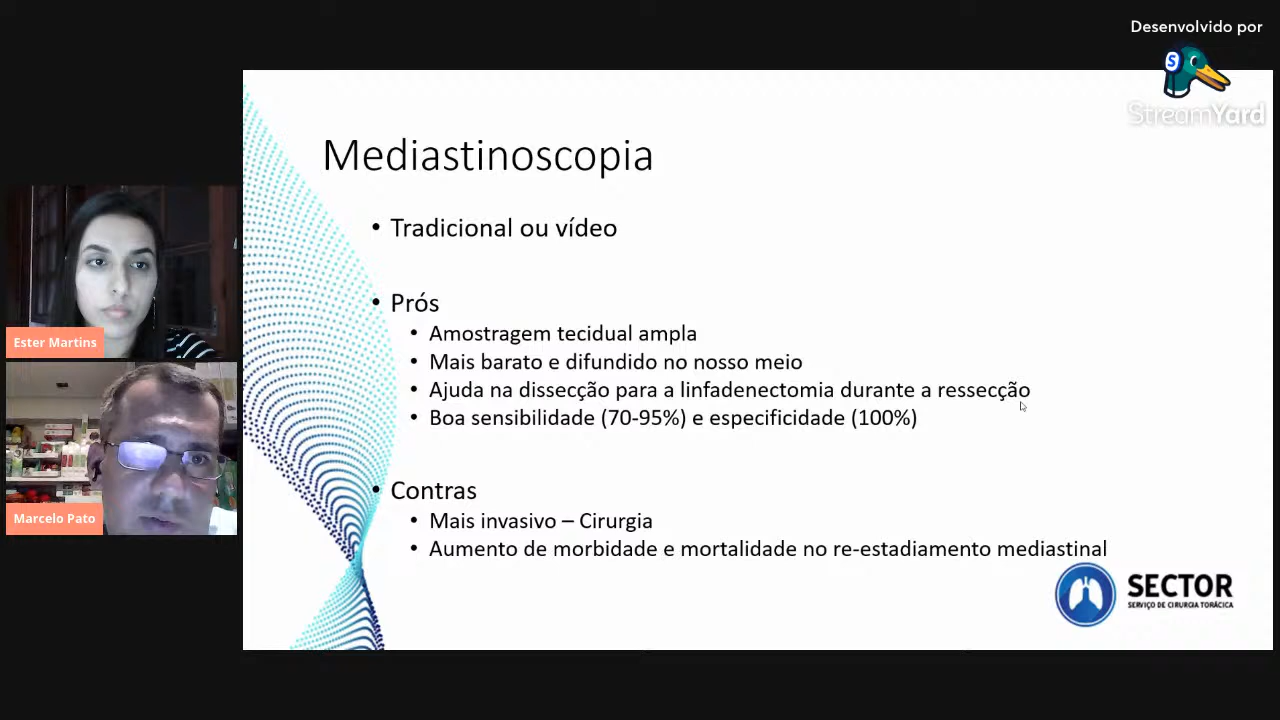 Desenvolvido por
S
StreamYard
Mediastinoscopia
• Tradicional ou vídeo
• Prós
• Amostragem tecidual ampla
• Mais barato e difundido no nosso meio
• Ajuda na dissecção para a linfadenectomia durante a ressecção
• Boa sensibilidade (70-95%) e especificidade (100%)
• Contras
• Mais invasivo – Cirurgia
• Aumento de morbidade e mortalidade no re-estadiamento mediastinal
SECTOR
SERVIÇO DE CIRURGIA TORÁCICA
Ester Martins
Marcelo Pato